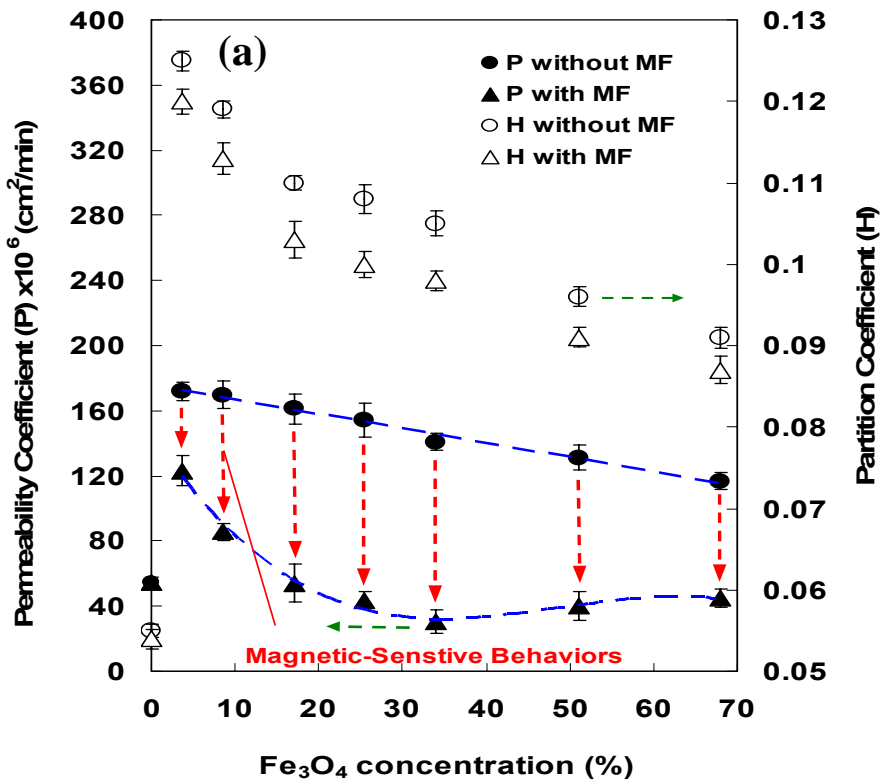 (a)
P without MF
P with MF
H without MF
H with MF
Permeability Coefficient (P) x10⁶ (cm²/min)
400
360
320
280
240
200
160
120
80
40
0
Partition Coefficient (H)
0.13
0.12
0.11
0.1
0.09
0.08
0.07
0.06
0.05
Magnetic-Senstive Behaviors
0 10 20 30 40 50 60 70
Fe₃O₄ concentration (%)